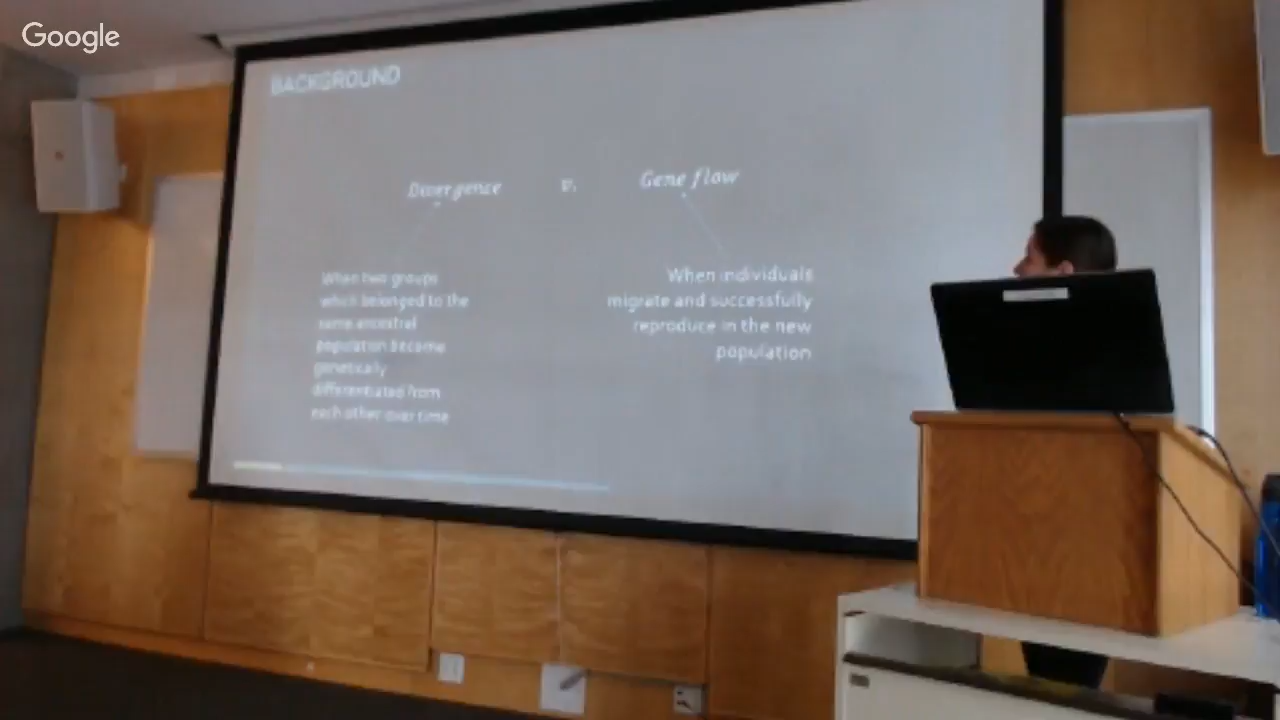 Google
BACKGROUND
Divergence v. Gene flow
When two groups
which belonged to the
same ancestral
population become
genetically
differentiated from
each other over time
When individuals
migrate and successfully
reproduce in the new
population